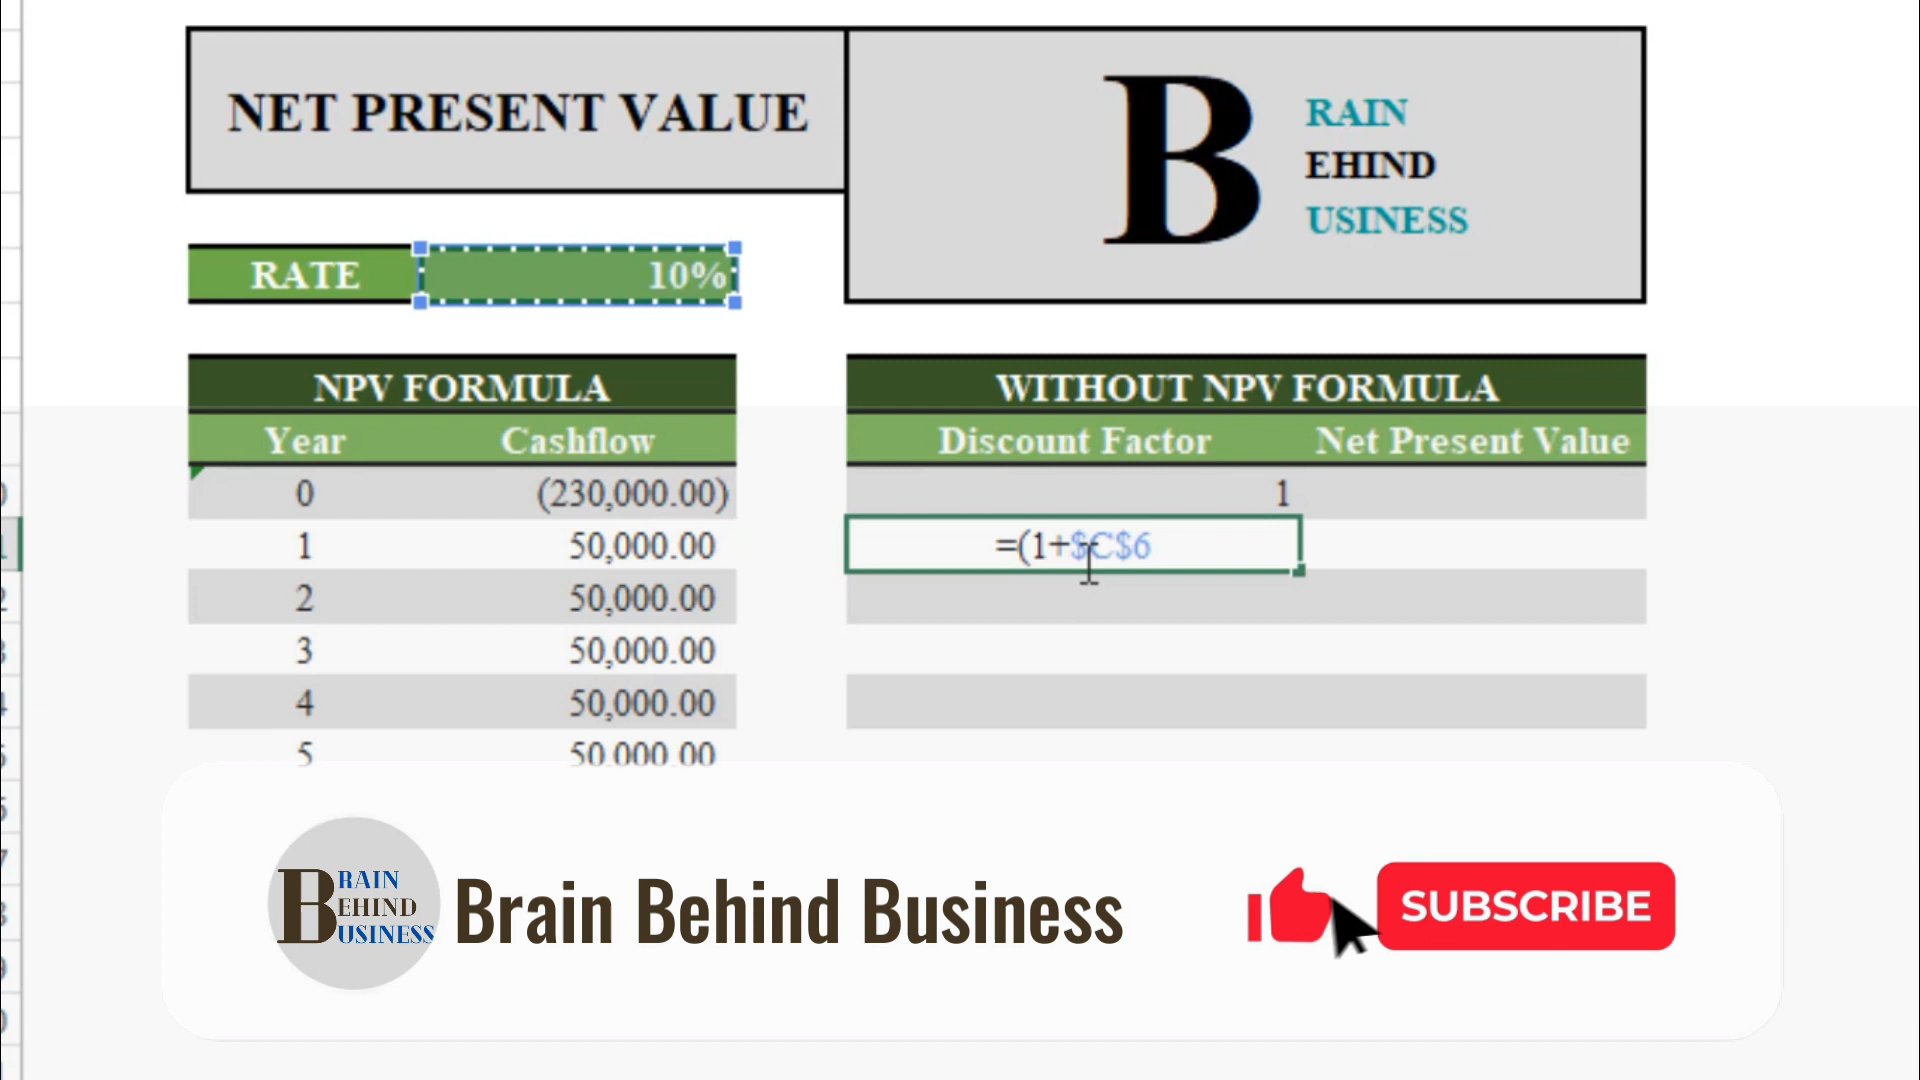 NET PRESENT VALUE
B RAIN
EHIND
USINESS
RATE 10%
NPV FORMULA
WITHOUT NPV FORMULA
Year Cashflow
Discount Factor Net Present Value
0 (230,000.00) 1
1 50,000.00 =(1+$C$6
2 50,000.00
3 50,000.00
4 50,000.00
5 50,000.00
BRAIN
EHIND
USINESS
Brain Behind Business
SUBSCRIBE